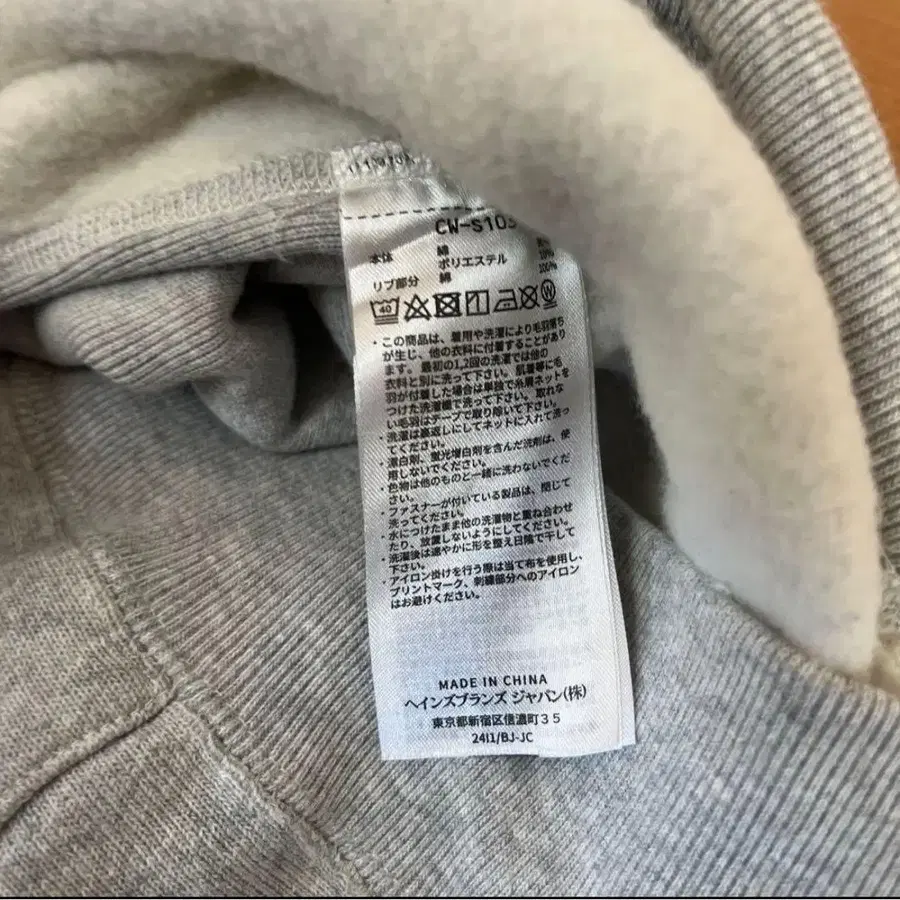 CW-S103
本体
綿
ポリエステル
リブ部分
綿
100%
40
W
・この商品は、着用や洗濯により毛羽落ち
が生じ、他の衣料に付着することがあり
ます。最初の1,2回の洗濯では他の
衣料と別に洗って下さい。肌着等に毛
羽が付着した場合は単独で糸屑ネットを
つけた洗濯機で洗って下さい。取れな
い毛羽はテープで取り除いて下さい。
・洗濯は裏返しにしてネットに入れて洗っ
てください。
・漂白剤、蛍光増白剤を含んだ洗剤は、使
用しないでください。
・色物は他のものと一緒に洗わないでくだ
さい。
・ファスナーが付いている製品は、閉じて
洗ってください。
・水につけたまま他の洗濯物と重ね合わせ
たり、放置しないようにしてください。
・洗濯後は速やかに形を整え日陰で干して
下さい。
・アイロン掛けを行う際は当て布を使用し、
プリントマーク、刺繍部分へのアイロン
はお避けください。
MADE IN CHINA
ヘインズブランズ ジャパン(株)
東京都新宿区信濃町３５
24I1/BJ-JC